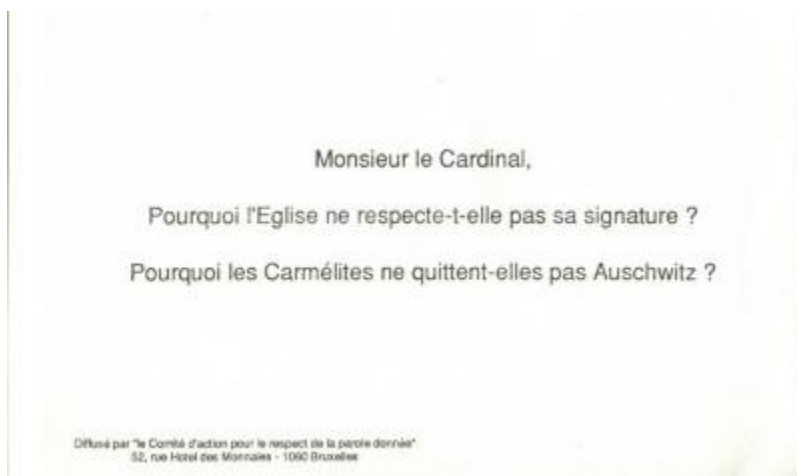 Monsieur le Cardinal,
Pourquoi l'Eglise ne respecte-t-elle pas sa signature ?
Pourquoi les Carmélites ne quittent-elles pas Auschwitz ?
Diffusé par "le Comité d'action pour le respect de la parole donnée"
52, rue Hotel des Monnaies - 1060 Bruxelles